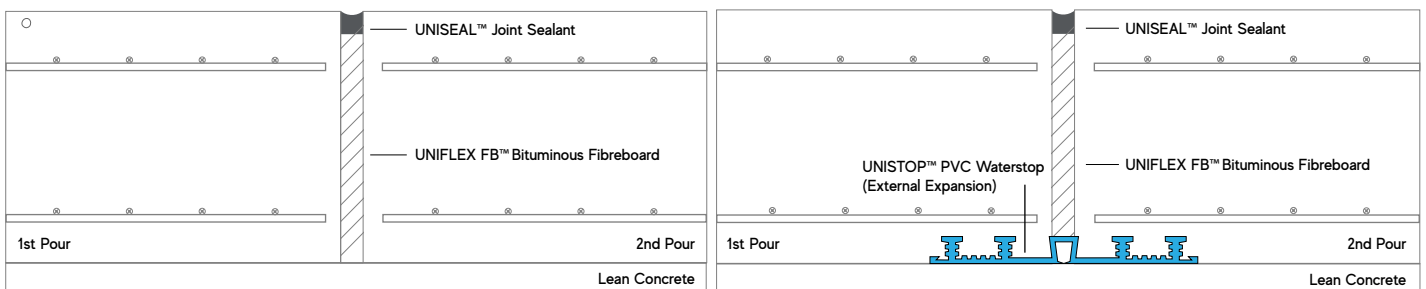 UNISEAL™ Joint Sealant
UNIFLEX FB™ Bituminous Fibreboard
1st Pour
2nd Pour
Lean Concrete
UNISEAL™ Joint Sealant
UNIFLEX FB™ Bituminous Fibreboard
UNISTOP™ PVC Waterstop
(External Expansion)
1st Pour
2nd Pour
Lean Concrete